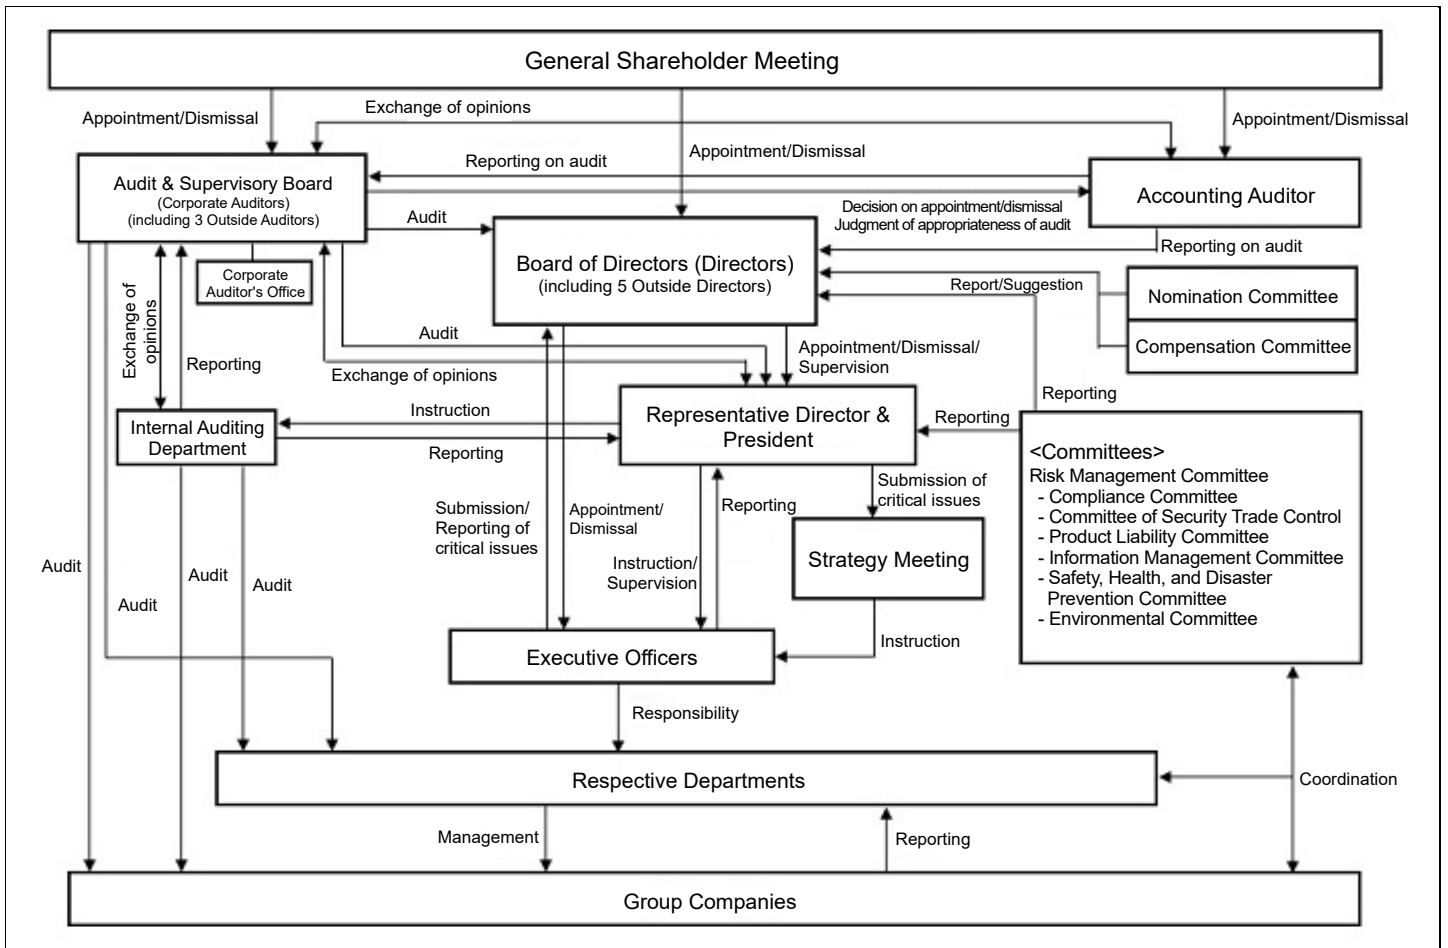 General Shareholder Meeting
Appointment/Dismissal
Exchange of opinions
Appointment/Dismissal
Appointment/Dismissal
Reporting on audit
Audit & Supervisory Board
(Corporate Auditors)
(including 3 Outside Auditors)
Accounting Auditor
Audit
Decision on appointment/dismissal
Judgment of appropriateness of audit
Reporting on audit
Board of Directors (Directors)
(including 5 Outside Directors)
Corporate
Auditor's Office
Report/Suggestion
Nomination Committee
Compensation Committee
Exchange of
opinions
Reporting
Audit
Exchange of opinions
Appointment/Dismissal/
Supervision
Reporting
Instruction
Representative Director &
President
Reporting
Internal Auditing
Department
Reporting
<Committees>
Risk Management Committee
- Compliance Committee
- Committee of Security Trade Control
- Product Liability Committee
- Information Management Committee
- Safety, Health, and Disaster
Prevention Committee
- Environmental Committee
Submission/
Reporting of
critical issues
Appointment/
Dismissal
Reporting
Submission of
critical issues
Instruction/
Supervision
Strategy Meeting
Audit
Audit
Audit
Audit
Instruction
Executive Officers
Responsibility
Respective Departments
Coordination
Management
Reporting
Group Companies